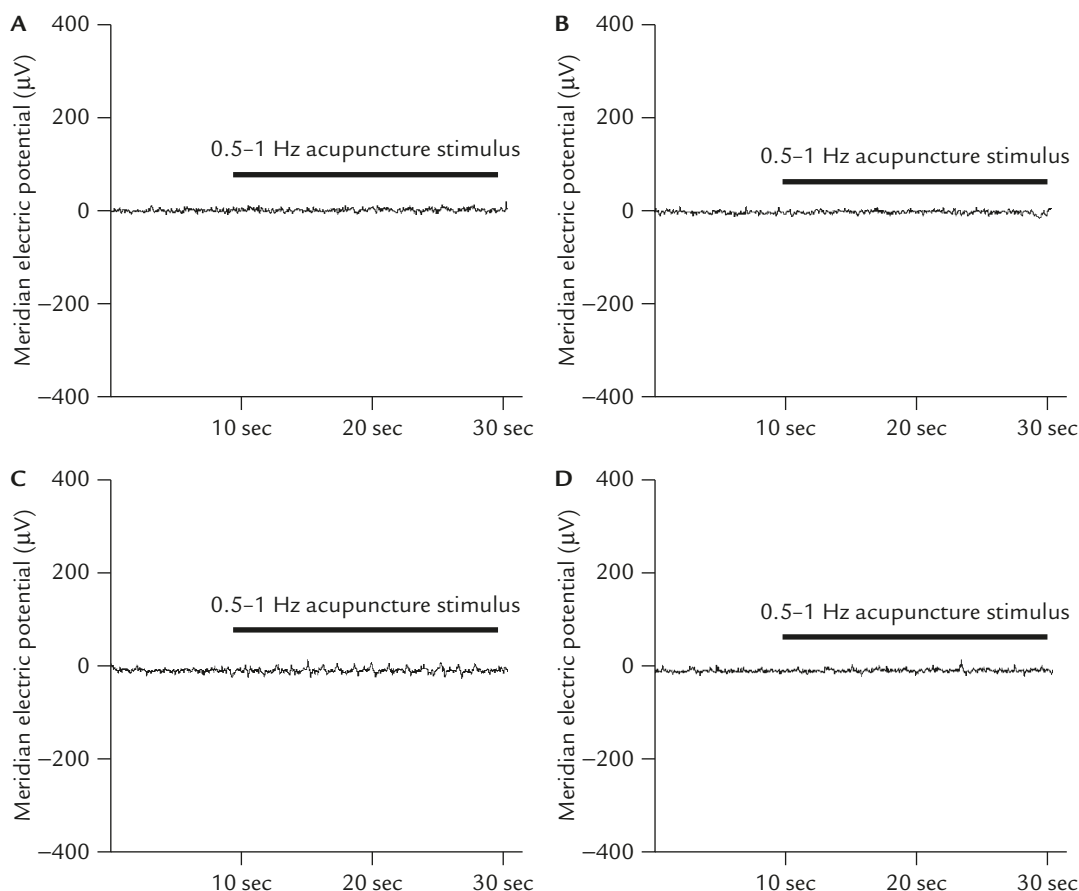 A
Meridian electric potential (μV)
400
200
0
−200
−400
0.5–1 Hz acupuncture stimulus
10 sec
20 sec
30 sec
B
Meridian electric potential (μV)
400
200
0
−200
−400
0.5–1 Hz acupuncture stimulus
10 sec
20 sec
30 sec
C
Meridian electric potential (μV)
400
200
0
−200
−400
0.5–1 Hz acupuncture stimulus
10 sec
20 sec
30 sec
D
Meridian electric potential (μV)
400
200
0
−200
−400
0.5–1 Hz acupuncture stimulus
10 sec
20 sec
30 sec